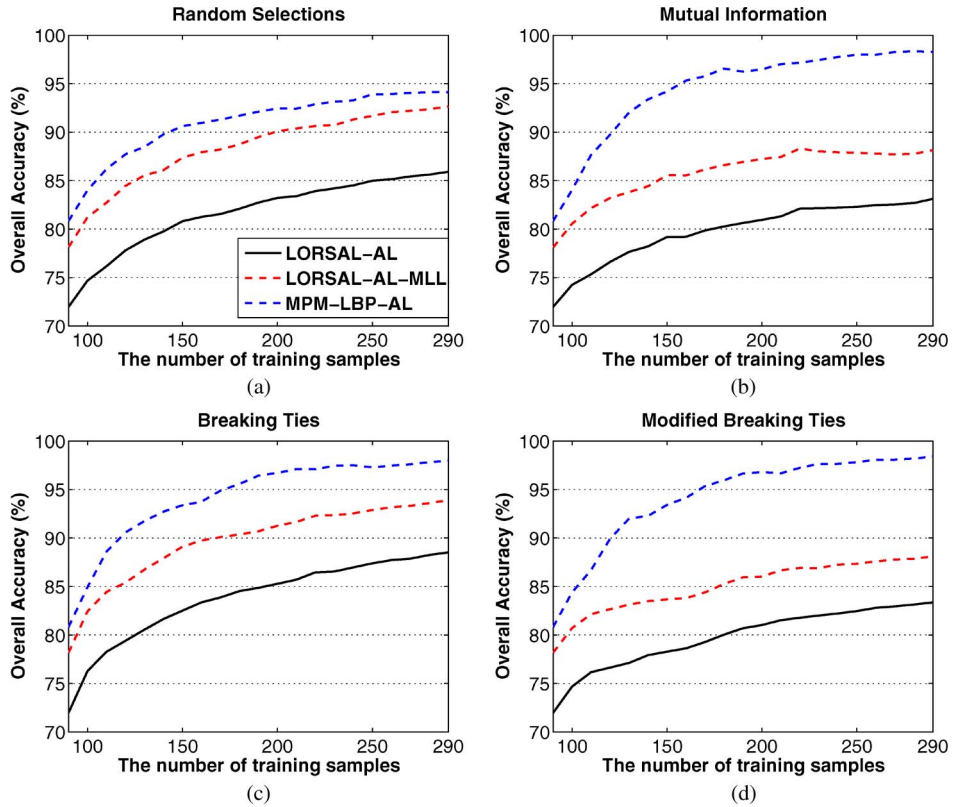 Random Selections
Overall Accuracy (%)
100
95
90
85
80
75
70
LORSAL-AL
LORSAL-AL-MLL
MPM-LBP-AL
100 150 200 250 290
The number of training samples
(a)
Mutual Information
Overall Accuracy (%)
100
95
90
85
80
75
70
100 150 200 250 290
The number of training samples
(b)
Breaking Ties
Overall Accuracy (%)
100
95
90
85
80
75
70
100 150 200 250 290
The number of training samples
(c)
Modified Breaking Ties
Overall Accuracy (%)
100
95
90
85
80
75
70
100 150 200 250 290
The number of training samples
(d)